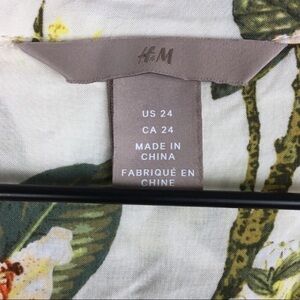 H&M
US 24
CA 24
MADE IN
CHINA
FABRIQUÉ EN
CHINE